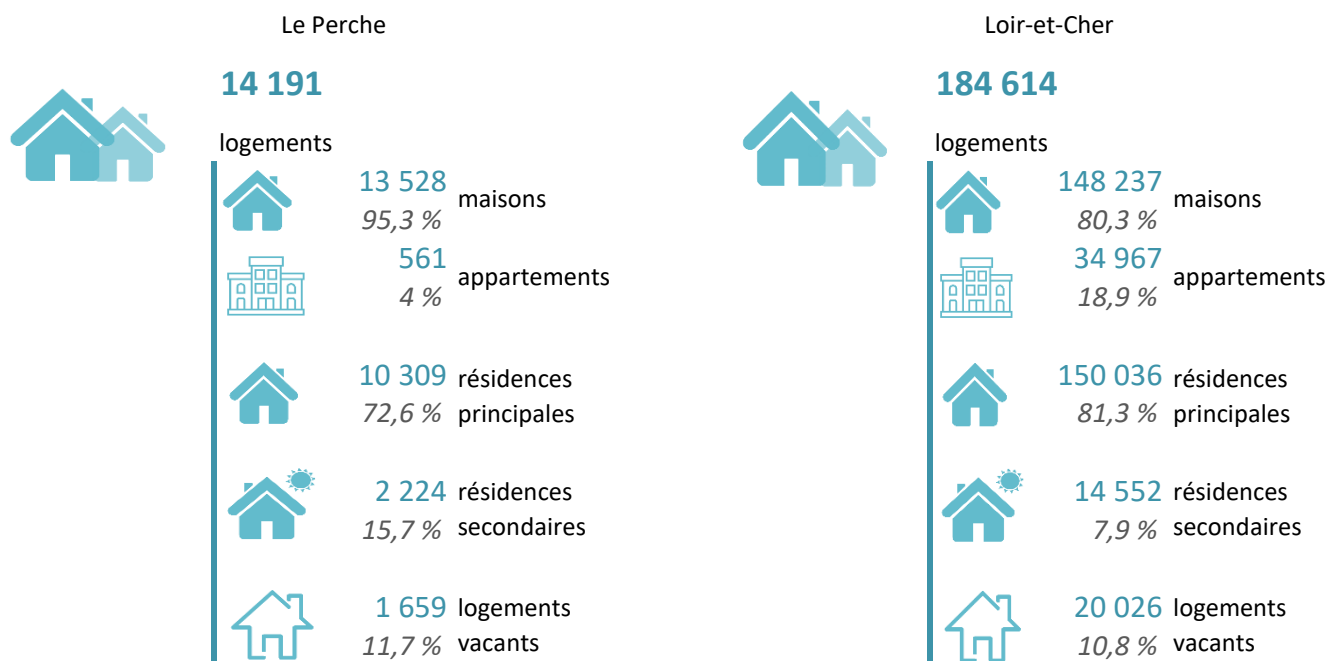 Le Perche
14 191
logements
13 528
95,3 %
maisons
561
4 %
appartements
10 309
72,6 %
résidences
principales
2 224
15,7 %
résidences
secondaires
1 659
11,7 %
logements
vacants
Loir-et-Cher
184 614
logements
148 237
80,3 %
maisons
34 967
18,9 %
appartements
150 036
81,3 %
résidences
principales
14 552
7,9 %
résidences
secondaires
20 026
10,8 %
logements
vacants